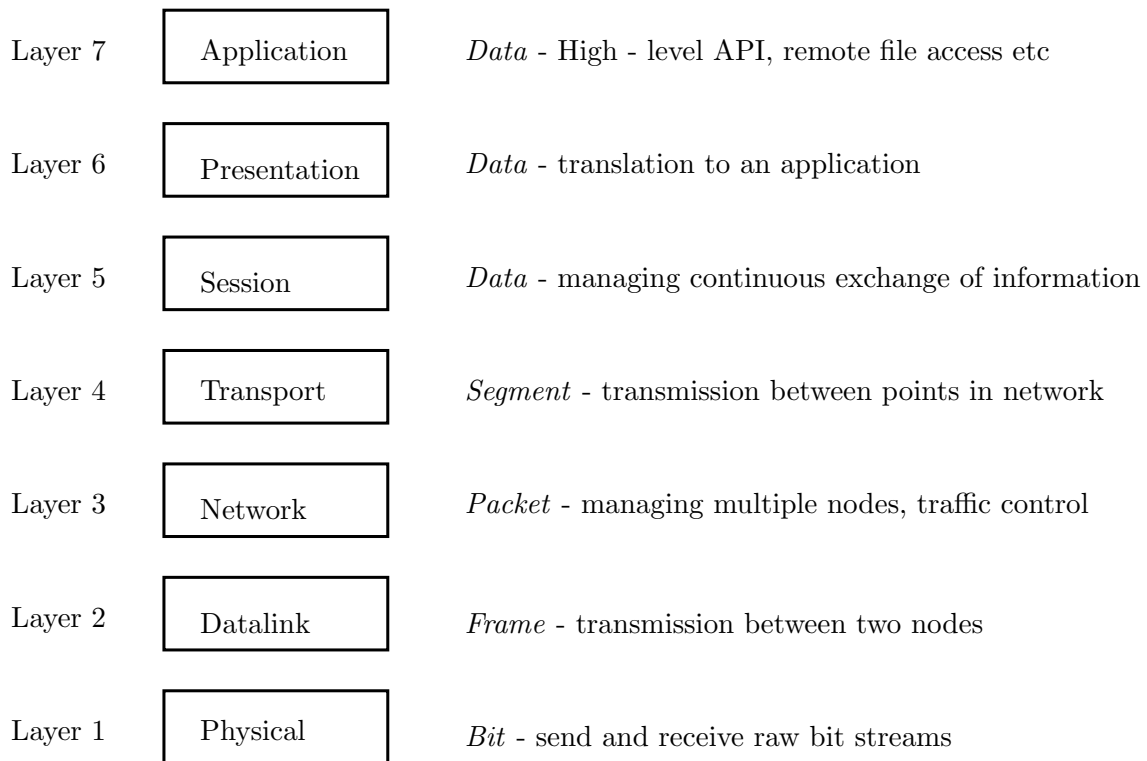 Layer 7 Application Data - High - level API, remote file access etc
Layer 6 Presentation Data - translation to an application
Layer 5 Session Data - managing continuous exchange of information
Layer 4 Transport Segment - transmission between points in network
Layer 3 Network Packet - managing multiple nodes, traffic control
Layer 2 Datalink Frame - transmission between two nodes
Layer 1 Physical Bit - send and receive raw bit streams